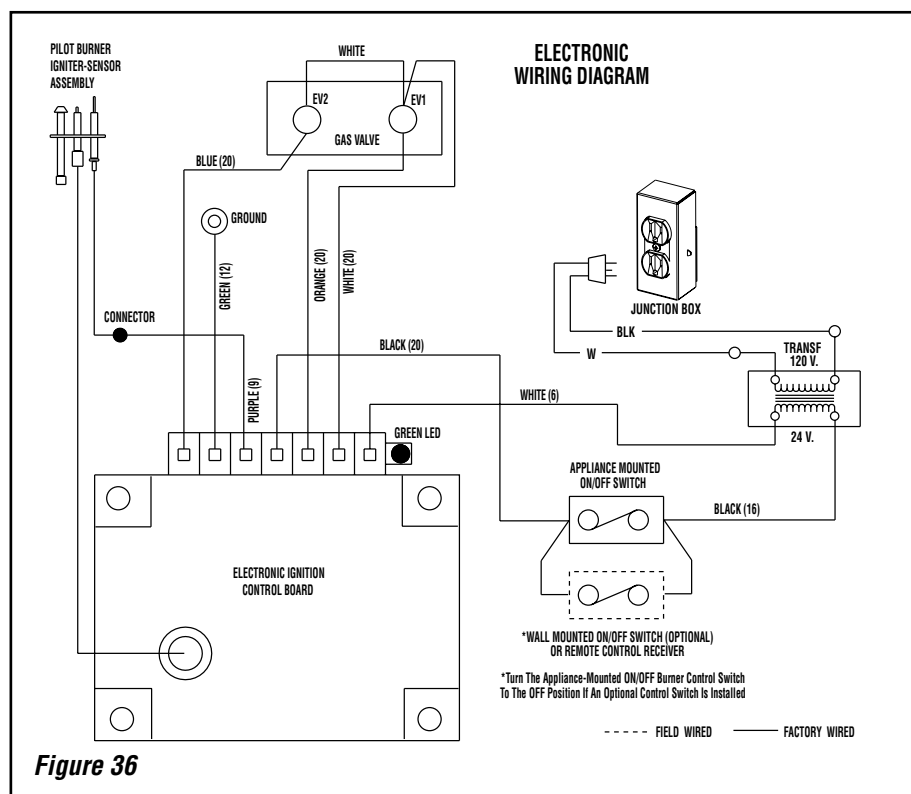 PILOT BURNER
IGNITER-SENSOR
ASSEMBLY
WHITE
ELECTRONIC
WIRING DIAGRAM
EV2
EV1
GAS VALVE
BLUE (20)
GROUND
GREEN (12)
ORANGE (20)
WHITE (20)
JUNCTION BOX
CONNECTOR
BLK
W
TRANSF
120 V.
BLACK (20)
PURPLE (9)
WHITE (6)
24 V.
GREEN LED
APPLIANCE MOUNTED
ON/OFF SWITCH
BLACK (16)
ELECTRONIC IGNITION
CONTROL BOARD
*WALL MOUNTED ON/OFF SWITCH (OPTIONAL)
OR REMOTE CONTROL RECEIVER
*Turn The Appliance-Mounted ON/OFF Burner Control Switch
To The OFF Position If An Optional Control Switch Is Installed
FIELD WIRED
FACTORY WIRED
Figure 36